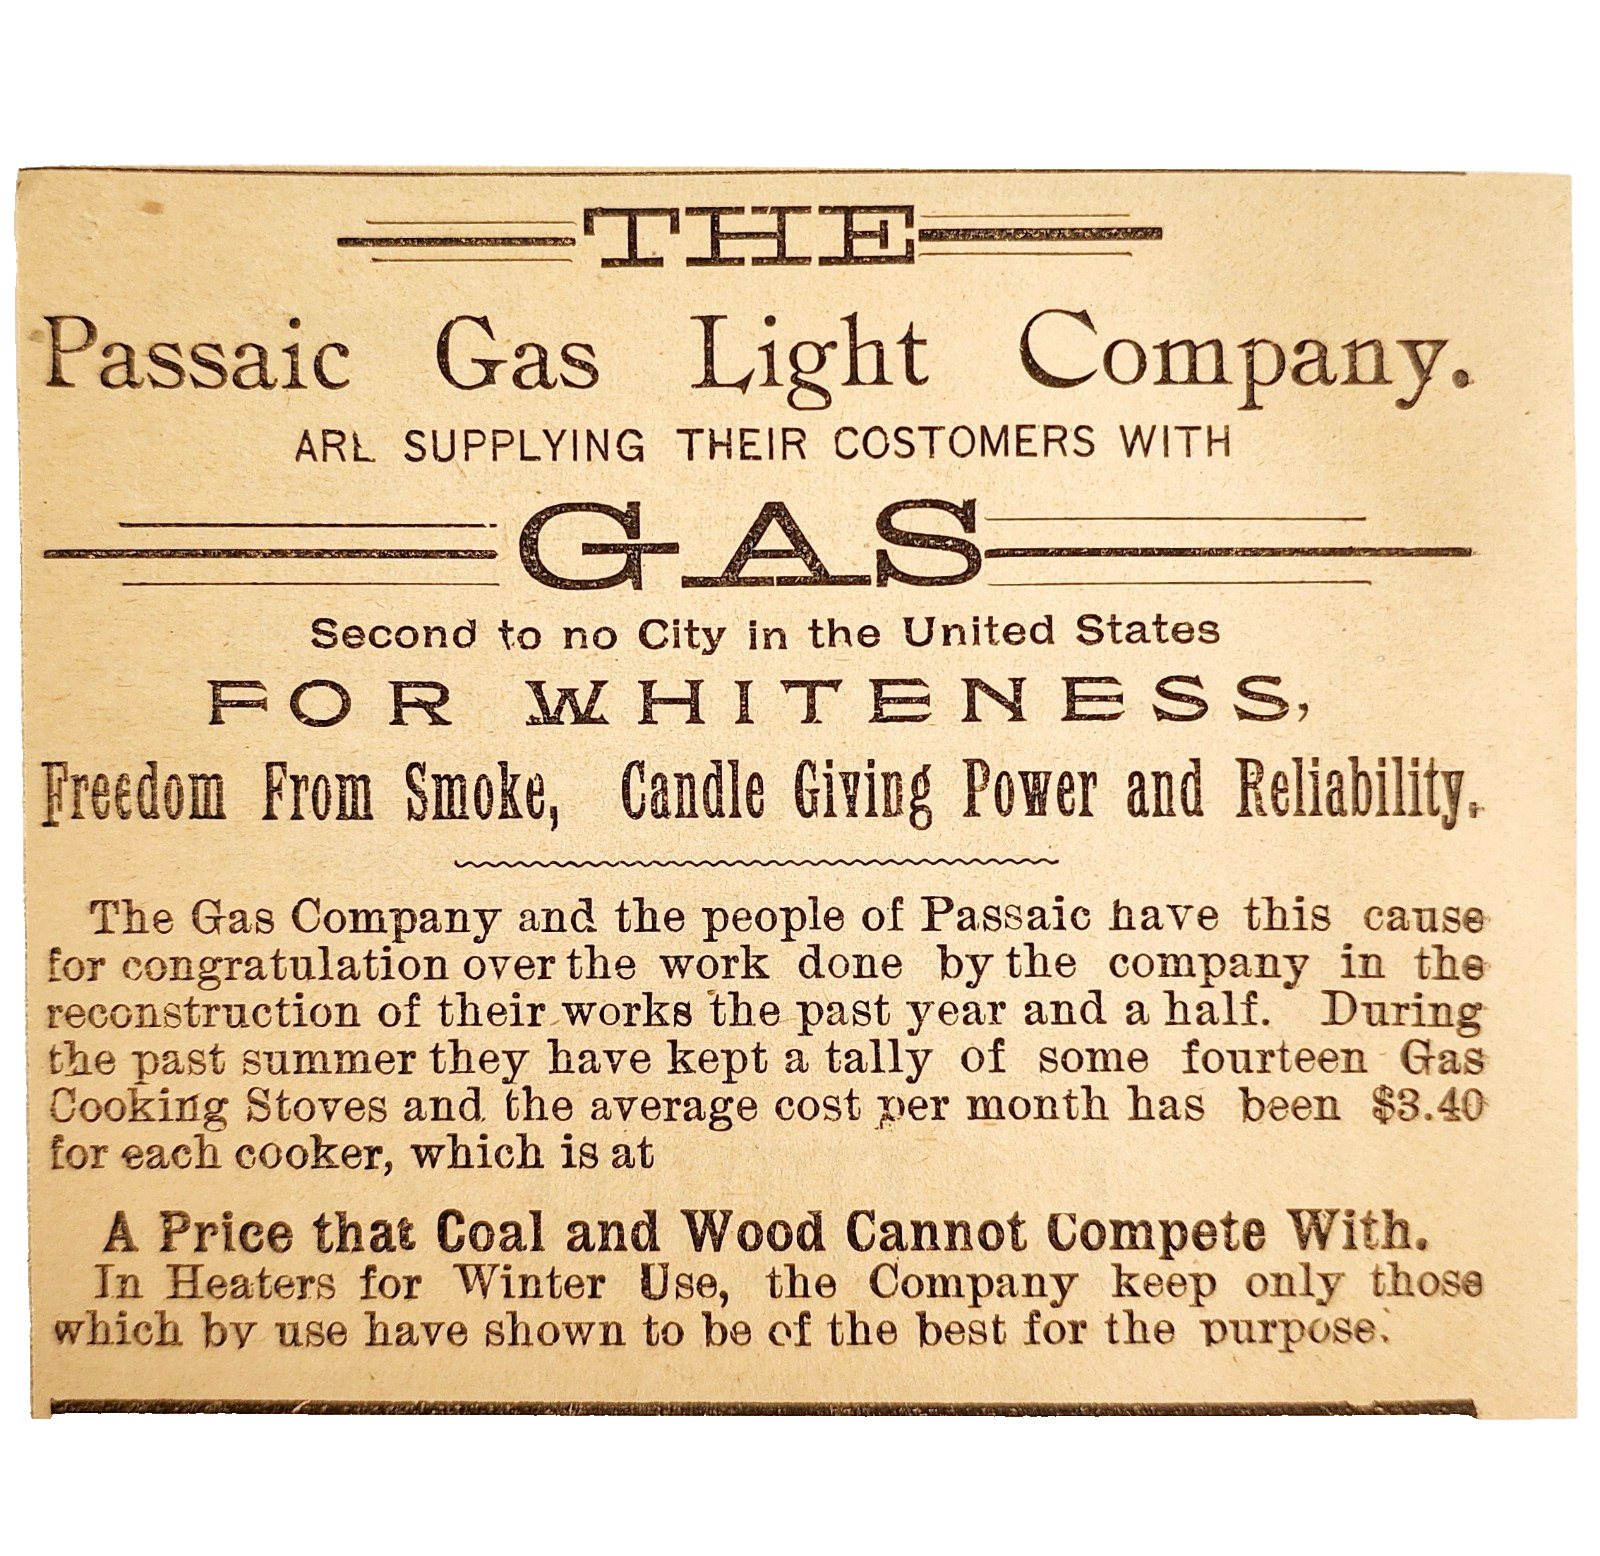 THE
Passaic Gas Light Company.
ARE SUPPLYING THEIR COSTOMERS WITH
GAS
Second to no City in the United States
FOR WHITENESS,
Freedom From Smoke, Candle Giving Power and Reliability.
The Gas Company and the people of Passaic have this cause
for congratulation over the work done by the company in the
reconstruction of their works the past year and a half. During
the past summer they have kept a tally of some fourteen Gas
Cooking Stoves and the average cost per month has been $3.40
for each cooker, which is at
A Price that Coal and Wood Cannot Compete With.
In Heaters for Winter Use, the Company keep only those
which by use have shown to be of the best for the purpose.